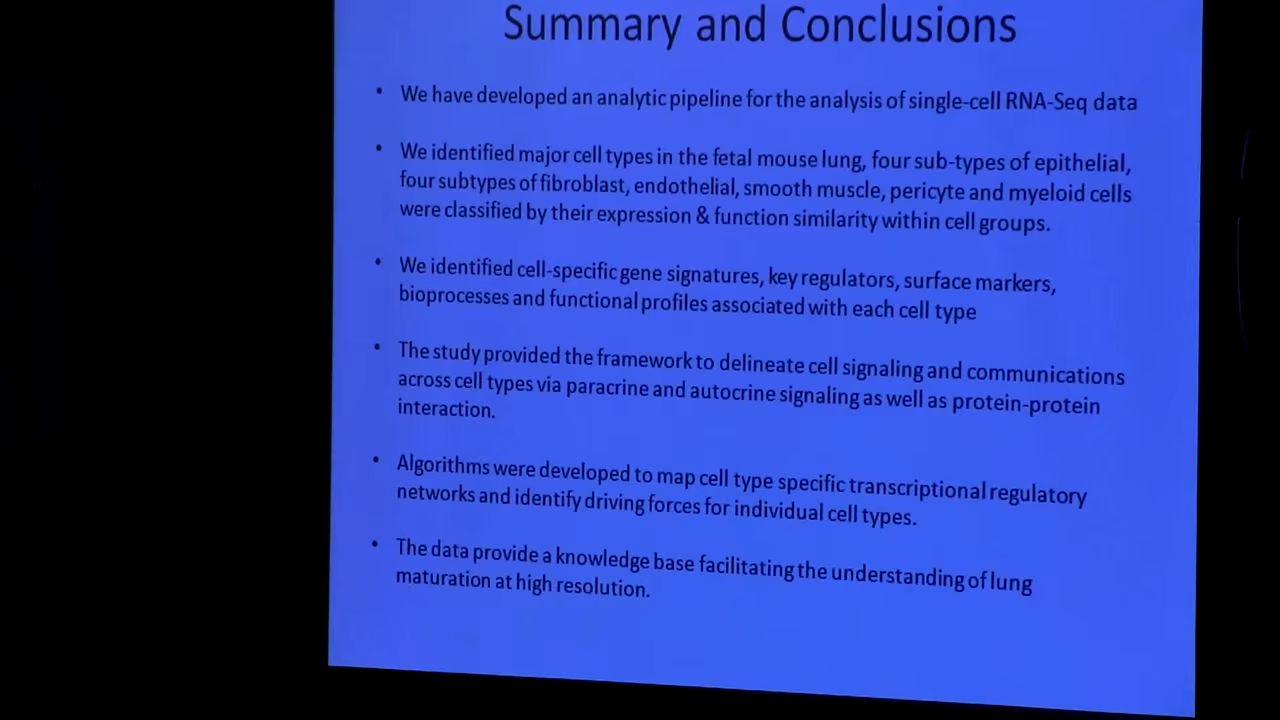 Summary and Conclusions
• We have developed an analytic pipeline for the analysis of single-cell RNA-Seq data
• We identified major cell types in the fetal mouse lung, four sub-types of epithelial,
four subtypes of fibroblast, endothelial, smooth muscle, pericyte and myeloid cells
were classified by their expression & function similarity within cell groups.
• We identified cell-specific gene signatures, key regulators, surface markers,
bioprocesses and functional profiles associated with each cell type
• The study provided the framework to delineate cell signaling and communications
across cell types via paracrine and autocrine signaling as well as protein-protein
interaction.
• Algorithms were developed to map cell type specific transcriptional regulatory
networks and identify driving forces for individual cell types.
• The data provide a knowledge base facilitating the understanding of lung
maturation at high resolution.